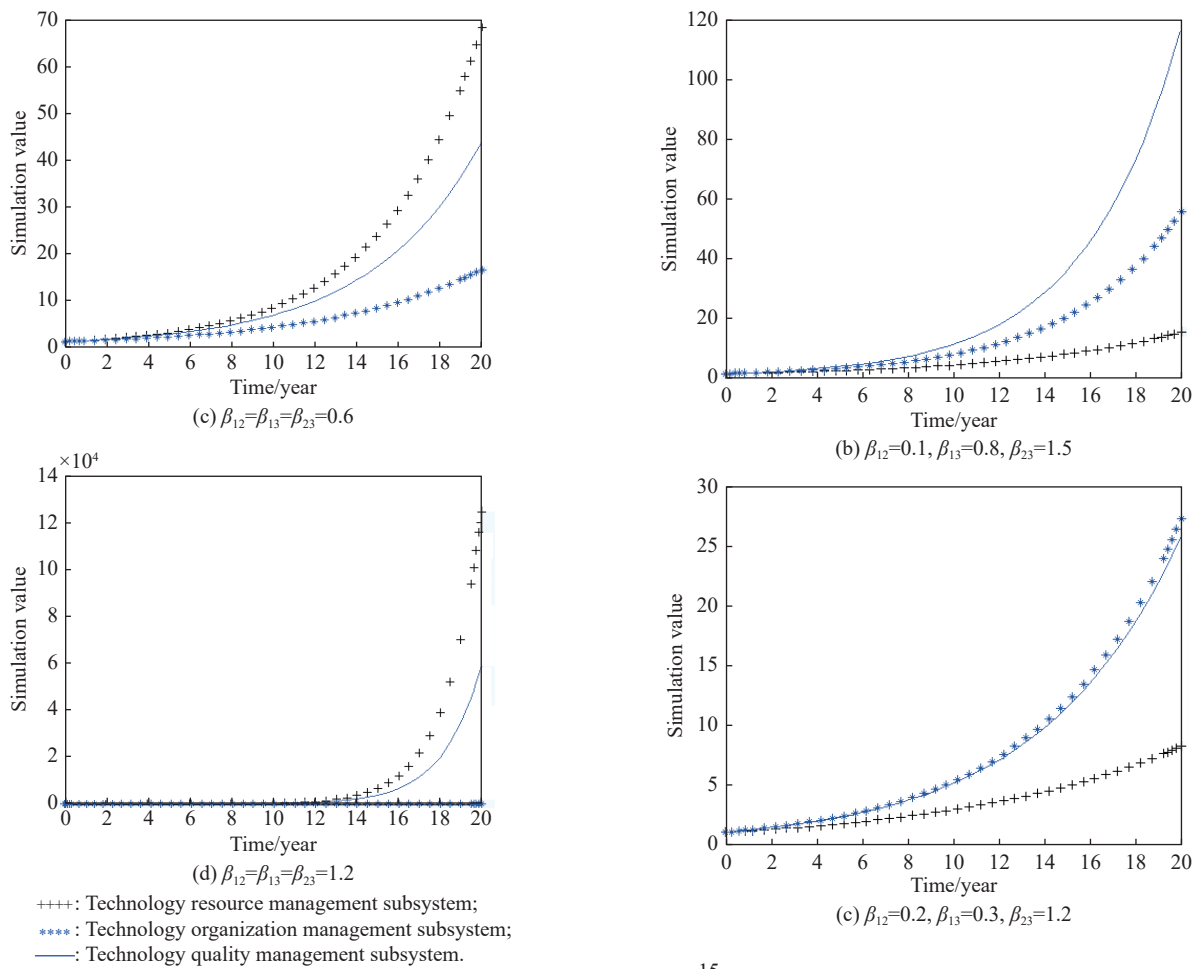 70
60
50
40
30
20
10
0
Simulation value
0 2 4 6 8 10 12 14 16 18 20
Time/year
(c) β12=β13=β23=0.6
×10^4
14
12
10
8
6
4
2
0
Simulation value
0 2 4 6 8 10 12 14 16 18 20
Time/year
(d) β12=β13=β23=1.2
++++: Technology resource management subsystem;
****: Technology organization management subsystem;
——: Technology quality management subsystem.
120
100
80
60
40
20
0
Simulation value
0 2 4 6 8 10 12 14 16 18 20
Time/year
(b) β12=0.1, β13=0.8, β23=1.5
30
25
20
15
10
5
0
Simulation value
0 2 4 6 8 10 12 14 16 18 20
Time/year
(c) β12=0.2, β13=0.3, β23=1.2
15